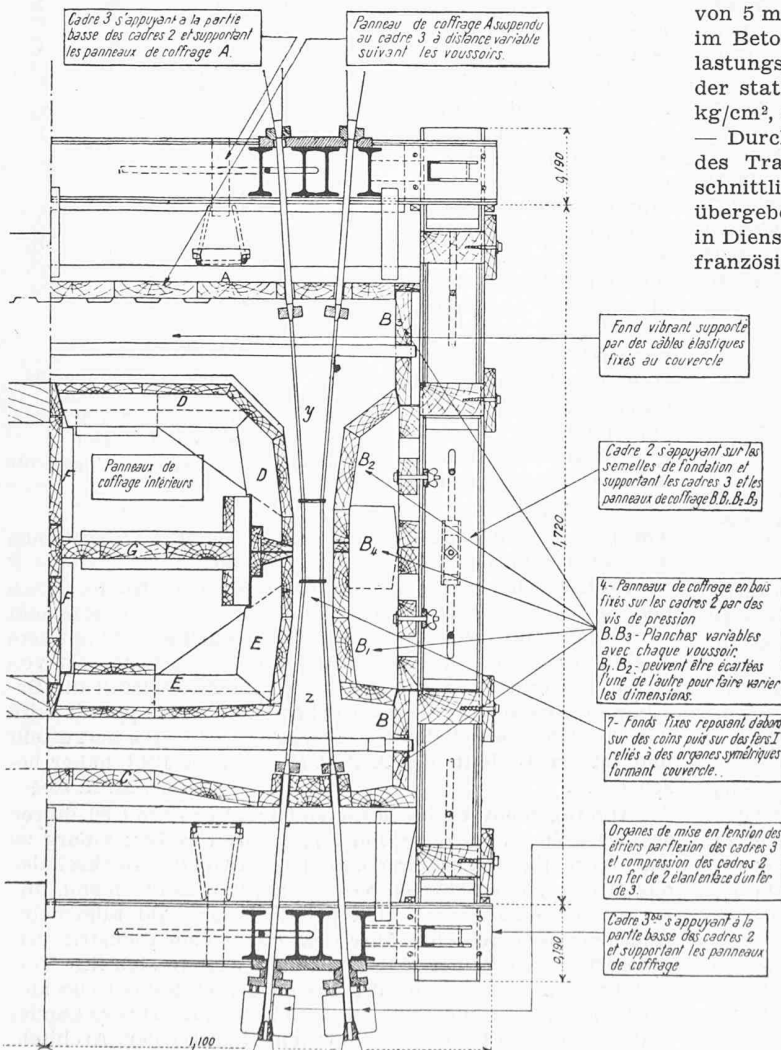 Cadre 3 s'appuyant à la partie
basse des cadres 2 et supportant
les panneaux de coffrage A.
Panneau de coffrage A suspendu
au cadre 3 à distance variable
suivant les voussoirs.
von 5 m
im Beto
lastungs
der stat
kg/cm²,
— Durch
des Tra
schnittli
übergebe
in Dienst
französi
0,190
A
B3
Fond vibrant supporté
par des câbles élastiques
fixés au couvercle
D
y
D
F
Panneaux de
coffrage intérieurs
B2
Cadre 2 s'appuyant sur les
semelles de fondation et
supportant les cadres 3 et les
panneaux de coffrage B.B1.B2.B3
G
B4
1,720
4- Panneaux de coffrage en bois
fixés sur les cadres 2 par des
vis de pression
B.B3- Planches variables
avec chaque voussoir.
B1.B2- peuvent être écartées
l'une de l'autre pour faire varier
les dimensions.
F
E
B1
E
z
B
7- Fonds fixes reposant d'abord
sur des coins puis sur des fers I
reliés à des organes symétriques
formant couvercle.
C
Organes de mise en tension des
étriers par flexion des cadres 3
et compression des cadres 2
un fer de 2 étant en face d'un fer
de 3.
Cadre 3bis s'appuyant à la
partie basse des cadres 2
et supportant les panneaux
de coffrage
0,190
1,100